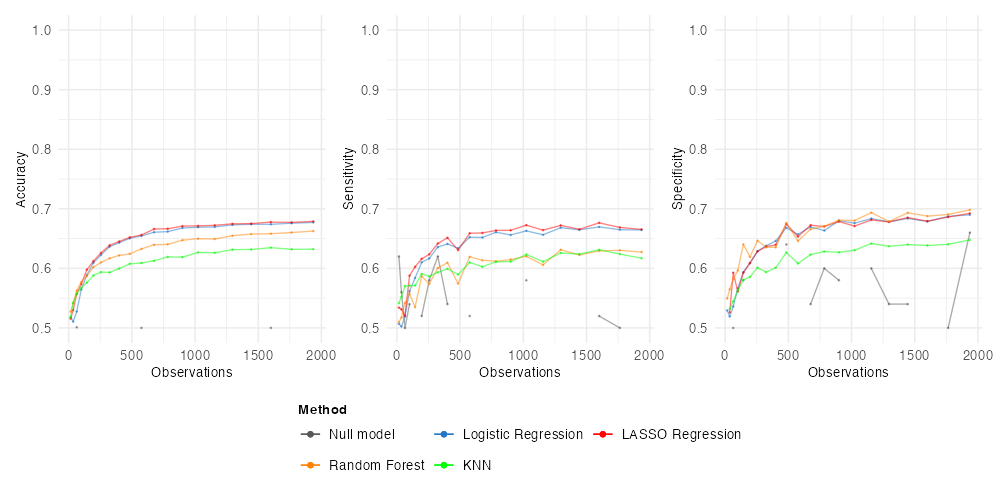 1.0
0.9
0.8
0.7
0.6
0.5
Accuracy
0 500 1000 1500 2000
Observations
1.0
0.9
0.8
0.7
0.6
0.5
Sensitivity
0 500 1000 1500 2000
Observations
1.0
0.9
0.8
0.7
0.6
0.5
Specificity
0 500 1000 1500 2000
Observations
Method
Null model Logistic Regression LASSO Regression
Random Forest KNN